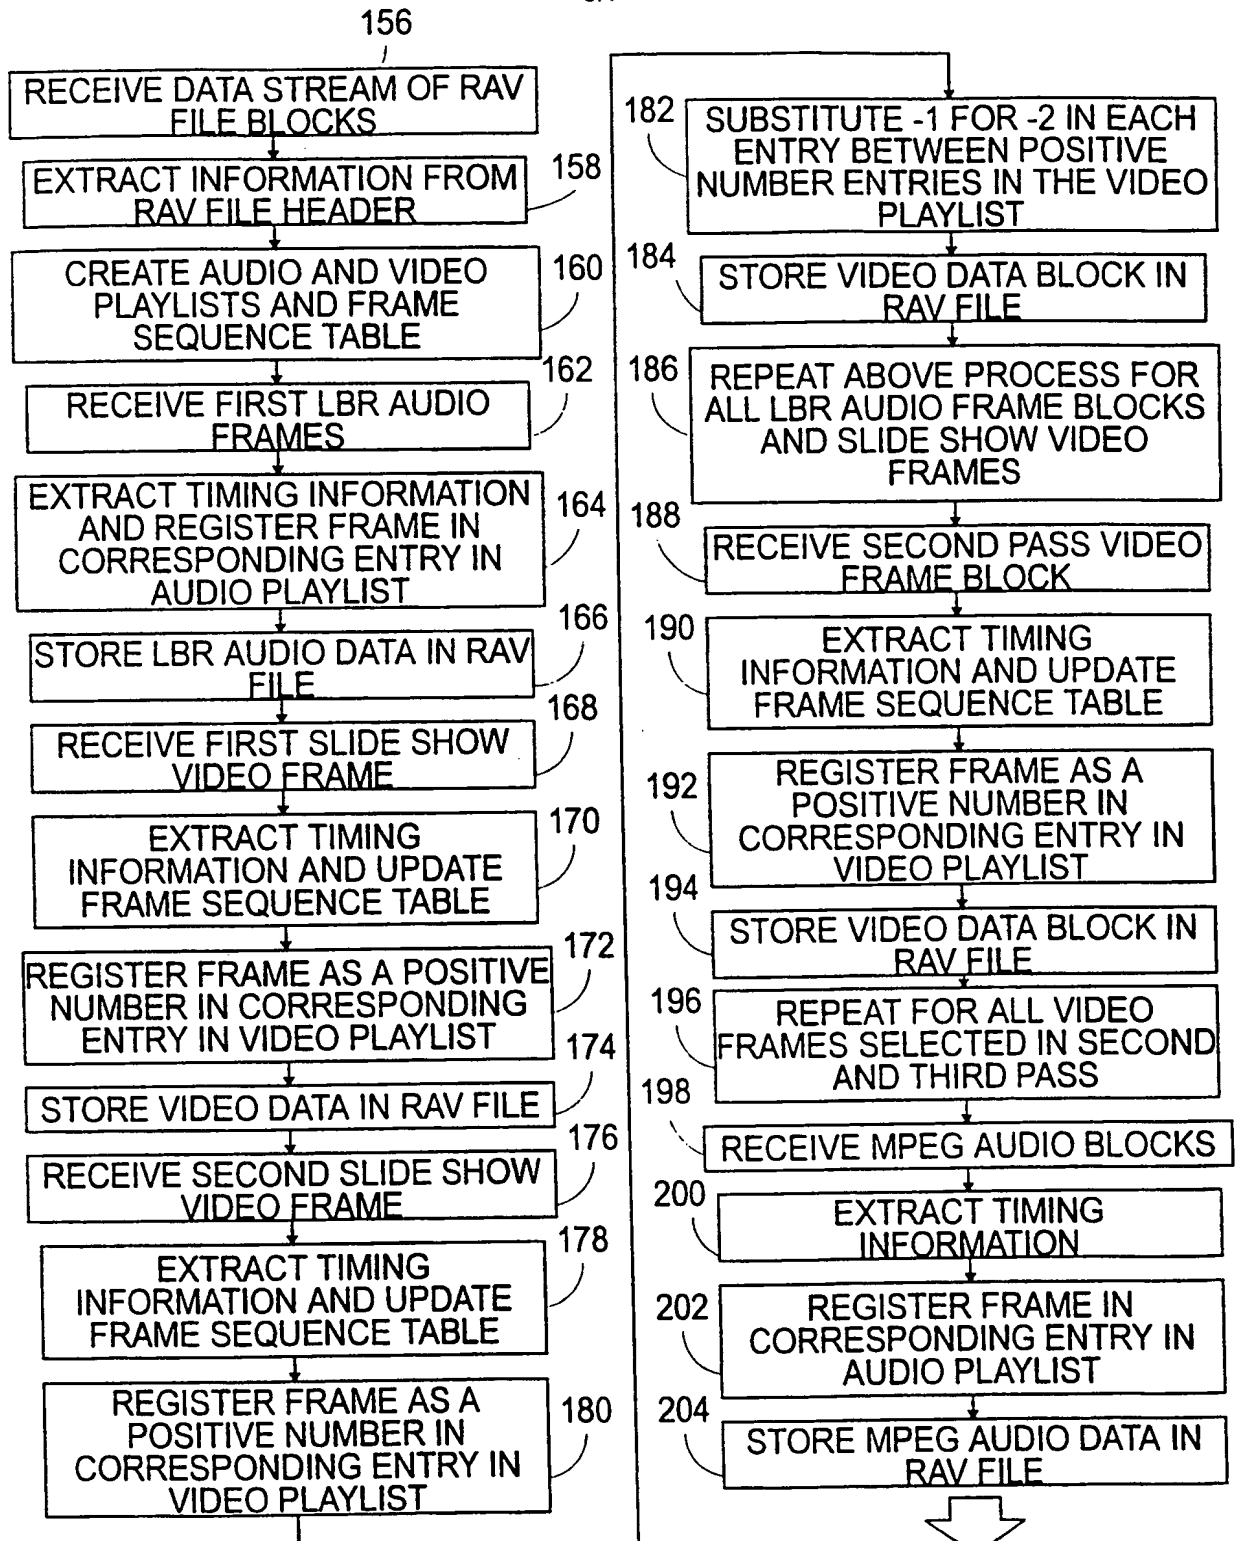 156
RECEIVE DATA STREAM OF RAV
FILE BLOCKS
EXTRACT INFORMATION FROM
RAV FILE HEADER
158
CREATE AUDIO AND VIDEO
PLAYLISTS AND FRAME
SEQUENCE TABLE
160
RECEIVE FIRST LBR AUDIO
FRAMES
162
EXTRACT TIMING INFORMATION
AND REGISTER FRAME IN
CORRESPONDING ENTRY IN
AUDIO PLAYLIST
164
STORE LBR AUDIO DATA IN RAV
FILE
166
RECEIVE FIRST SLIDE SHOW
VIDEO FRAME
168
EXTRACT TIMING
INFORMATION AND UPDATE
FRAME SEQUENCE TABLE
170
REGISTER FRAME AS A POSITIVE
NUMBER IN CORRESPONDING
ENTRY IN VIDEO PLAYLIST
172
STORE VIDEO DATA IN RAV FILE
174
RECEIVE SECOND SLIDE SHOW
VIDEO FRAME
176
EXTRACT TIMING
INFORMATION AND UPDATE
FRAME SEQUENCE TABLE
178
REGISTER FRAME AS A
POSITIVE NUMBER IN
CORRESPONDING ENTRY IN
VIDEO PLAYLIST
180
182
SUBSTITUTE -1 FOR -2 IN EACH
ENTRY BETWEEN POSITIVE
NUMBER ENTRIES IN THE VIDEO
PLAYLIST
184
STORE VIDEO DATA BLOCK IN
RAV FILE
186
REPEAT ABOVE PROCESS FOR
ALL LBR AUDIO FRAME BLOCKS
AND SLIDE SHOW VIDEO
FRAMES
188
RECEIVE SECOND PASS VIDEO
FRAME BLOCK
190
EXTRACT TIMING
INFORMATION AND UPDATE
FRAME SEQUENCE TABLE
192
REGISTER FRAME AS A
POSITIVE NUMBER IN
CORRESPONDING ENTRY IN
VIDEO PLAYLIST
194
STORE VIDEO DATA BLOCK IN
RAV FILE
196
REPEAT FOR ALL VIDEO
FRAMES SELECTED IN SECOND
AND THIRD PASS
198
RECEIVE MPEG AUDIO BLOCKS
200
EXTRACT TIMING
INFORMATION
202
REGISTER FRAME IN
CORRESPONDING ENTRY IN
AUDIO PLAYLIST
204
STORE MPEG AUDIO DATA IN
RAV FILE